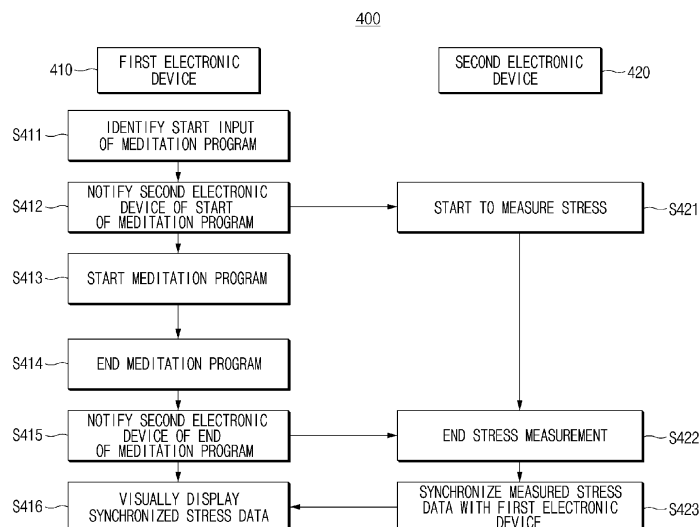 400
410
FIRST ELECTRONIC
DEVICE
SECOND ELECTRONIC
DEVICE
420
S411
IDENTIFY START INPUT
OF MEDITATION PROGRAM
S412
NOTIFY SECOND ELECTRONIC
DEVICE OF START
OF MEDITATION PROGRAM
START TO MEASURE STRESS
S421
S413
START MEDITATION PROGRAM
S414
END MEDITATION PROGRAM
S415
NOTIFY SECOND ELECTRONIC
DEVICE OF END
OF MEDITATION PROGRAM
END STRESS MEASUREMENT
S422
S416
VISUALLY DISPLAY
SYNCHRONIZED STRESS DATA
SYNCHRONIZE MEASURED STRESS
DATA WITH FIRST ELECTRONIC
DEVICE
S423